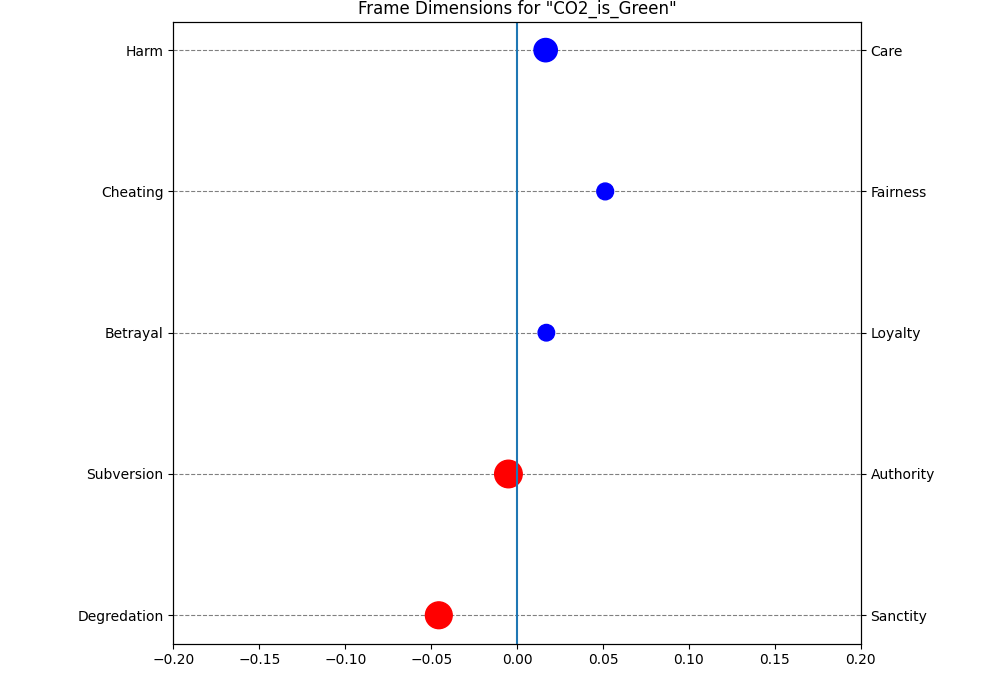 Frame Dimensions for "CO2_is_Green"
Harm
Care
Cheating
Fairness
Betrayal
Loyalty
Subversion
Authority
Degredation
Sanctity
−0.20 −0.15 −0.10 −0.05 0.00 0.05 0.10 0.15 0.20